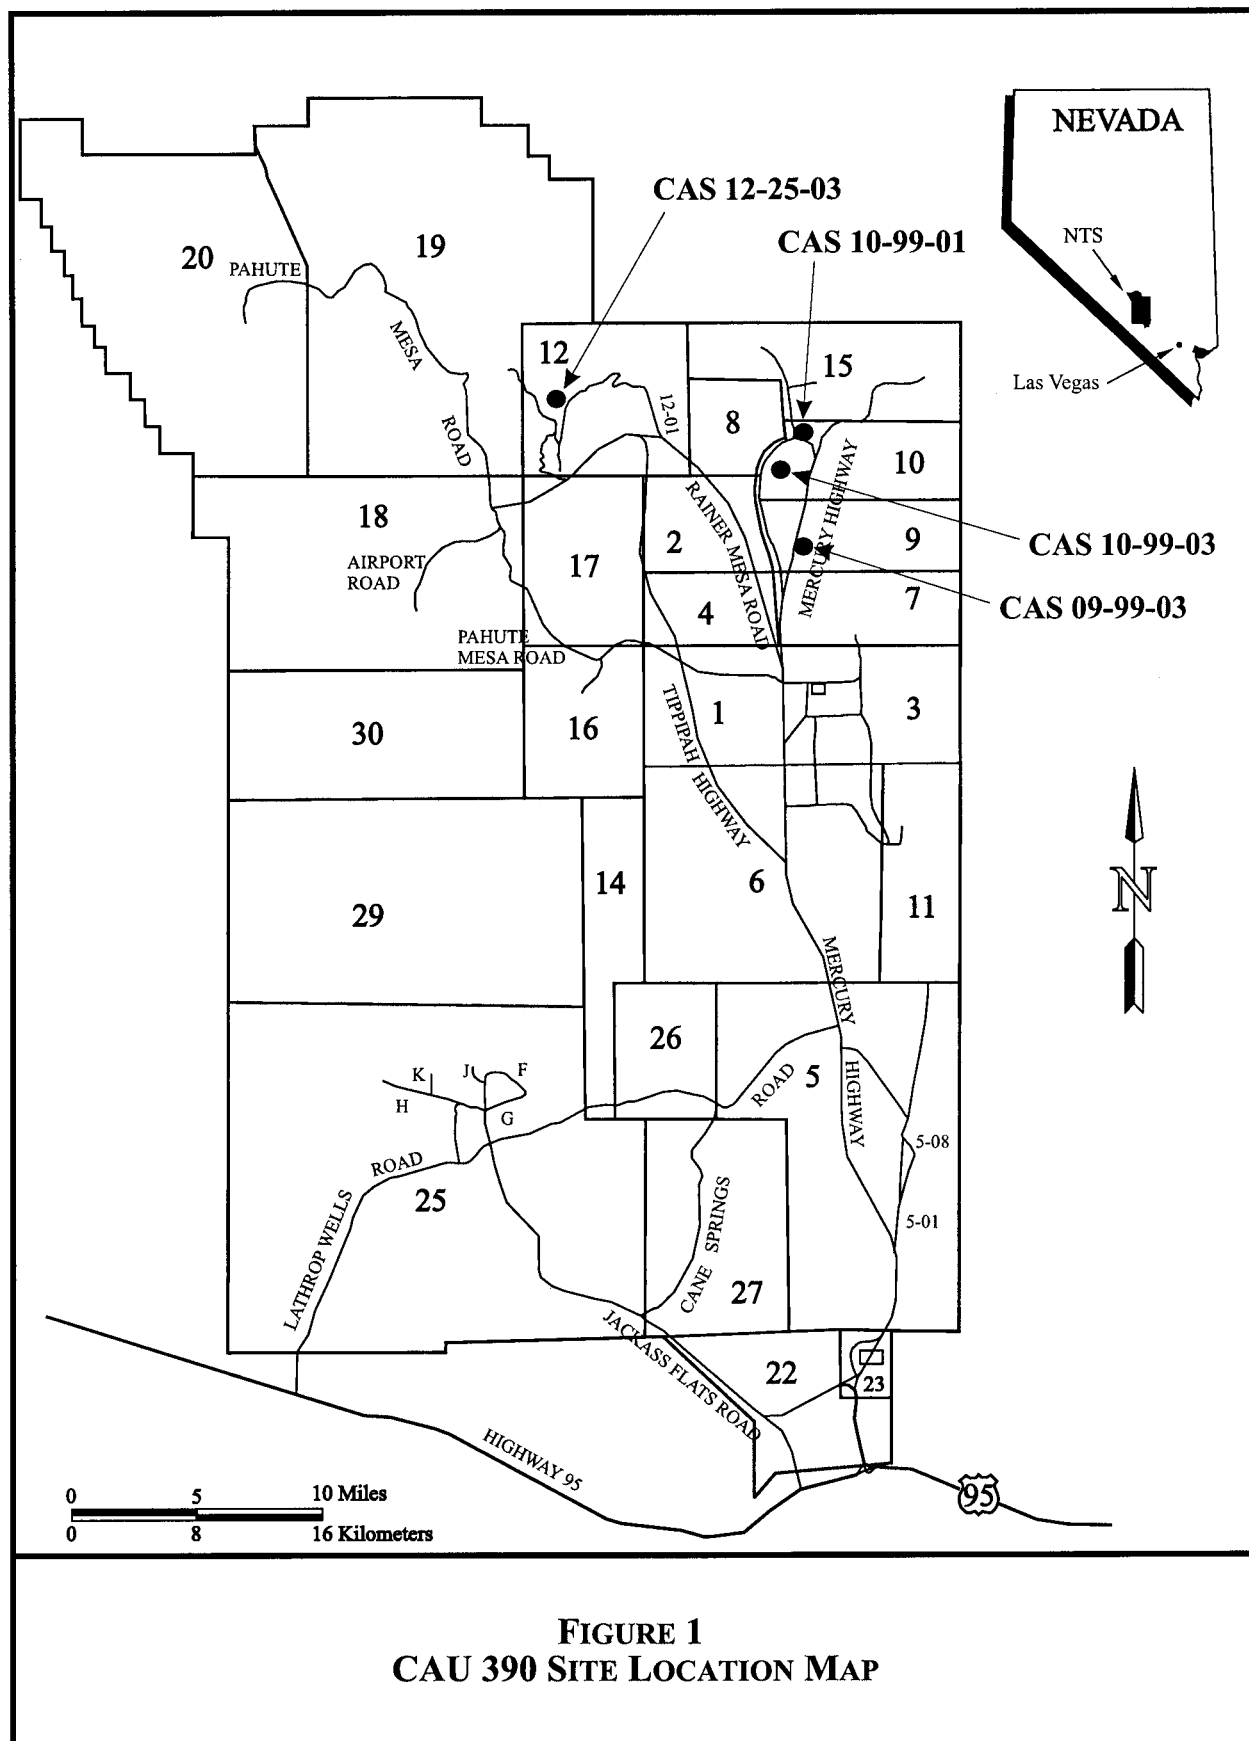 NEVADA
CAS 12-25-03
CAS 10-99-01
NTS
Las Vegas
20
19
PAHUTE
MESA
ROAD
12
15
12-01
8
10
MERCURY HIGHWAY
RAINER MESA ROAD
18
2
9
CAS 10-99-03
AIRPORT
ROAD
17
4
7
CAS 09-99-03
PAHUTE
MESA ROAD
30
16
1
3
TIPPIPAH HIGHWAY
29
14
6
11
N
MERCURY
HIGHWAY
26
5
ROAD
K
J
F
H
G
5-08
5-01
ROAD
25
LATHROP WELLS
CANE SPRINGS
27
JACKASS FLATS ROAD
22
23
HIGHWAY 95
95
0 5 10 Miles
0 8 16 Kilometers
FIGURE 1
CAU 390 SITE LOCATION MAP